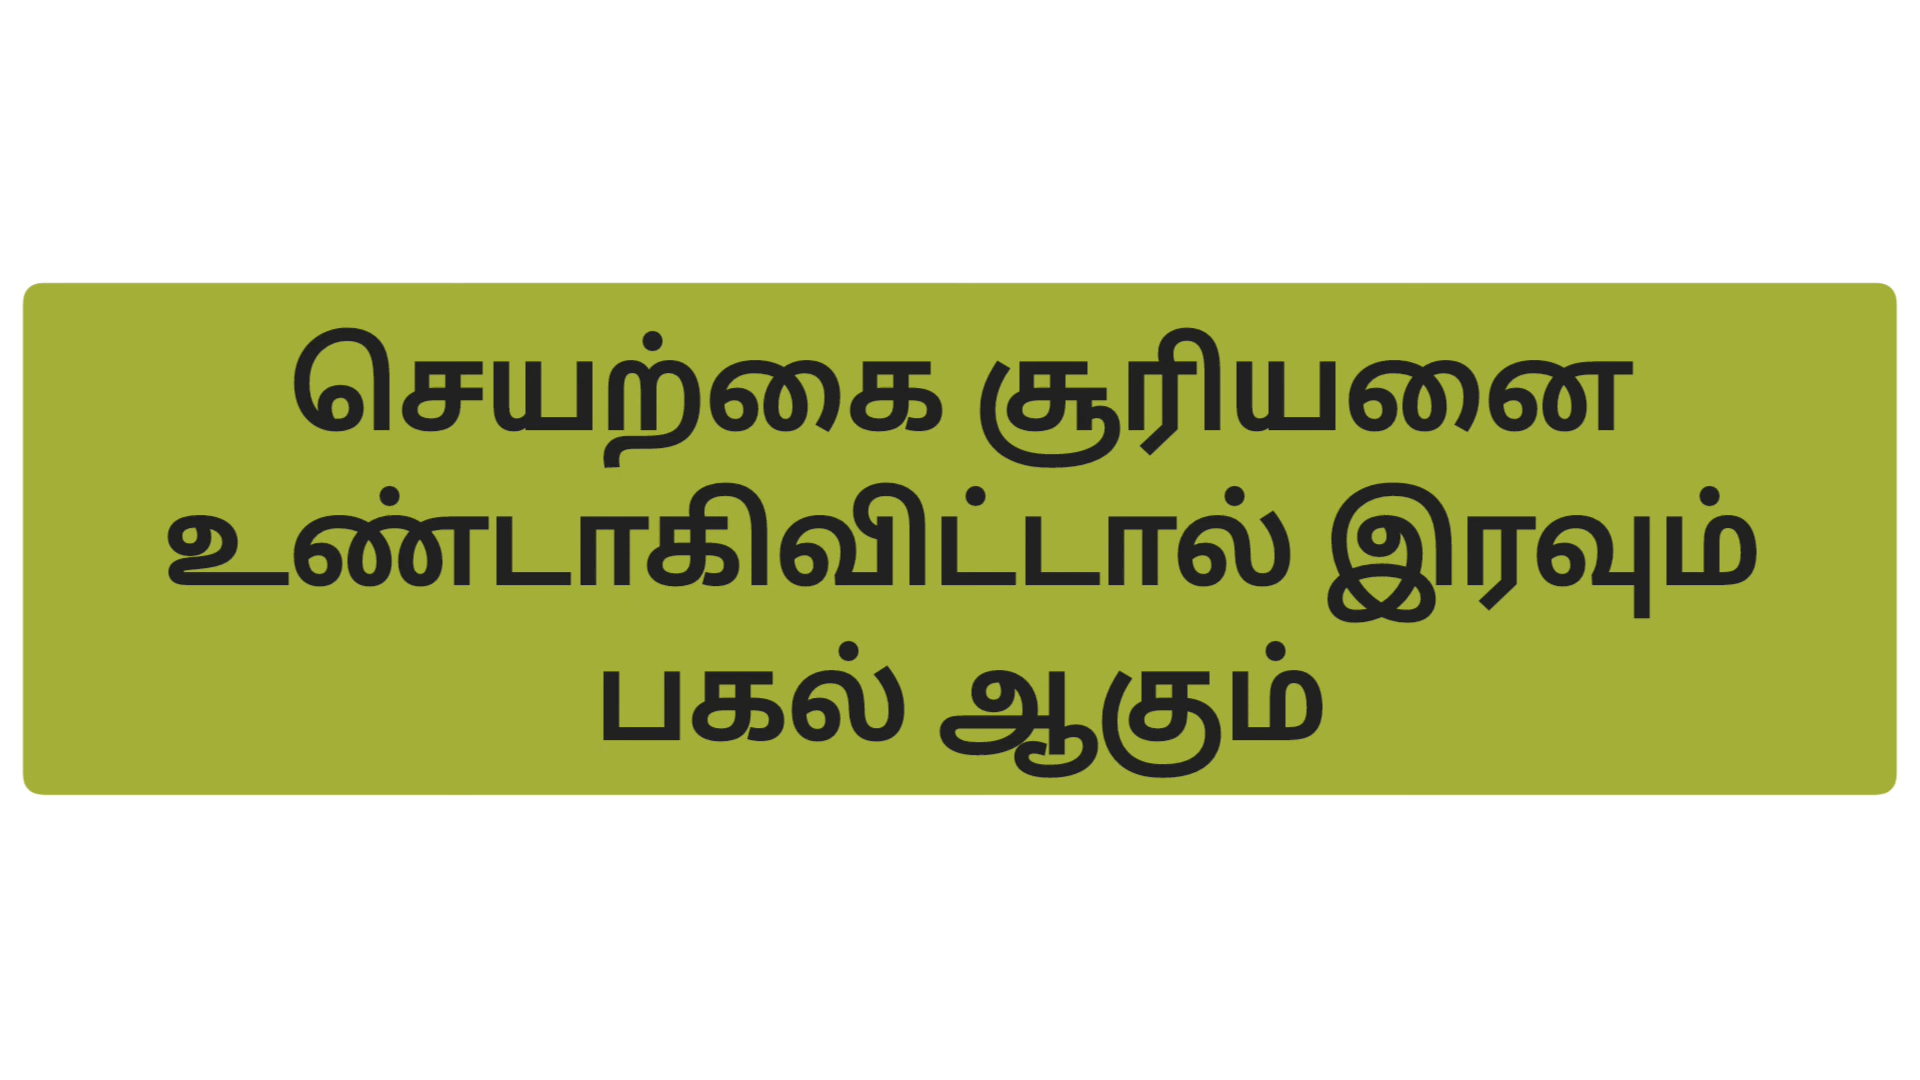 செயற்கை சூரியனை
உண்டாகிவிட்டால் இரவும்
பகல் ஆகும்